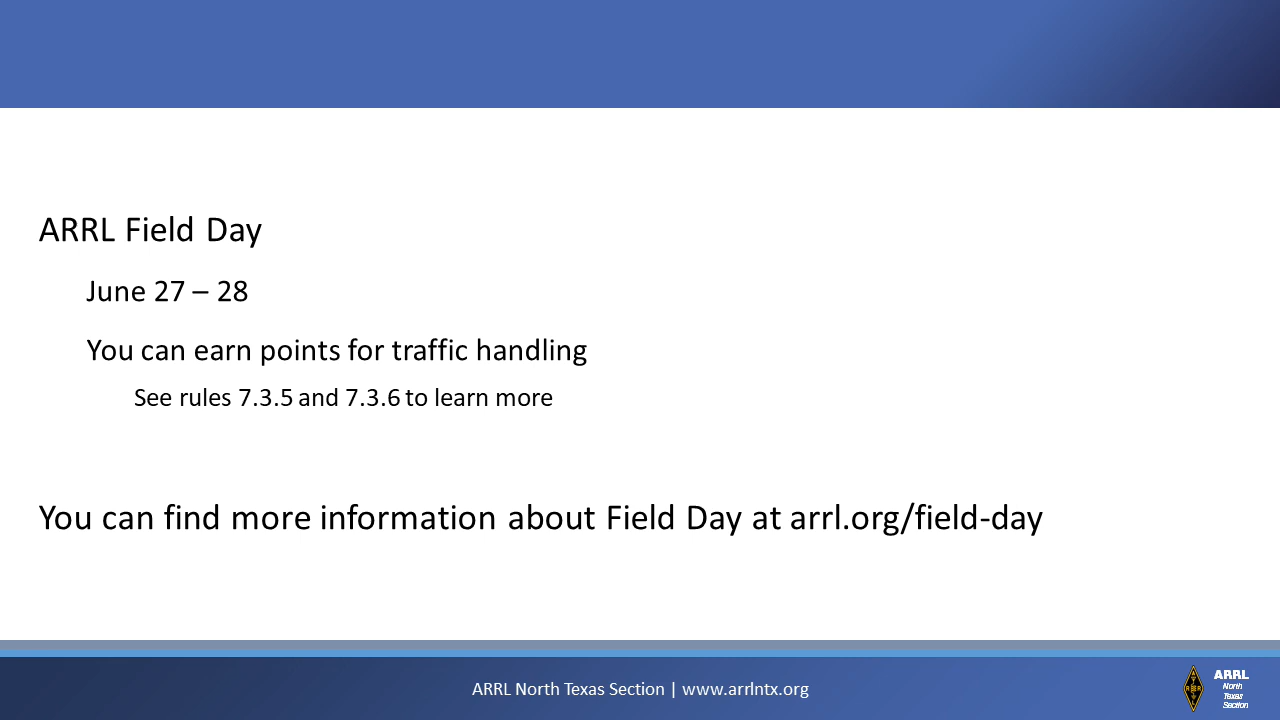 ARRL Field Day
June 27 – 28
You can earn points for traffic handling
See rules 7.3.5 and 7.3.6 to learn more
You can find more information about Field Day at arrl.org/field-day
ARRL North Texas Section | www.arrlntx.org
ARRL
North
Texas
Section